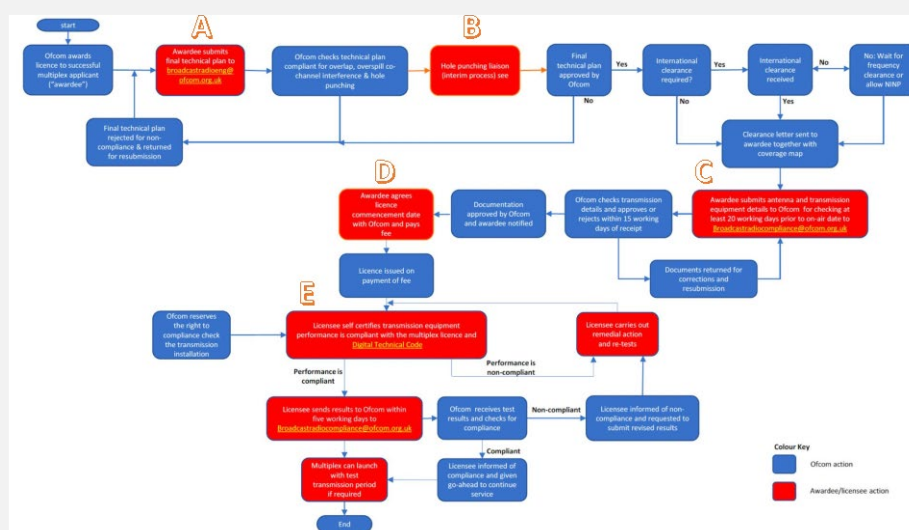 A
B
start
Ofcom awards
licence to successful
multiplex applicant
("awardee")
Awardee submits
final technical plan to
broadcastradioeng@
ofcom.org.uk
Ofcom checks technical plan
compliant for overlap, overspill co-
channel interference & hole
punching
Hole punching liaison
(interim process) see
Final
technical plan
approved by
Ofcom
Yes
No
International
clearance
required?
Yes
No
International
clearance
received
No
Yes
No: Wait for
frequency
clearance or
allow NINP
Final technical plan
rejected for non-
compliance & returned
for resubmission
Clearance letter sent to
awardee together with
coverage map
C
D
Awardee submits antenna and transmission
equipment details to Ofcom for checking at
least 20 working days prior to on-air date to
Broadcastradiocompliance@ofcom.org.uk
Ofcom checks transmission
details and approves or
rejects within 15 working
days of receipt
Documentation
approved by Ofcom
and awardee notified
Awardee agrees
licence
commencement date
with Ofcom and pays
fee
Documents returned for
corrections and
resubmission
Licence issued on
payment of fee
E
Ofcom reserves
the right to
compliance check
the transmission
installation
Licensee self certifies transmission equipment
performance is compliant with the multiplex licence and
Digital Technical Code
Licensee carries out
remedial action
and re-tests
Performance is
compliant
Performance is
non-compliant
Licensee sends results to Ofcom within
five working days to
Broadcastradiocompliance@ofcom.org.uk
Ofcom receives test
results and checks for
compliance
Non-compliant
Licensee informed of non-
compliance and requested to
submit revised results
Compliant
Multiplex can launch
with test
transmission period
if required
Licensee informed of
compliance and given
go-ahead to continue
service
End
Colour Key
Ofcom action
Awardee/licensee action